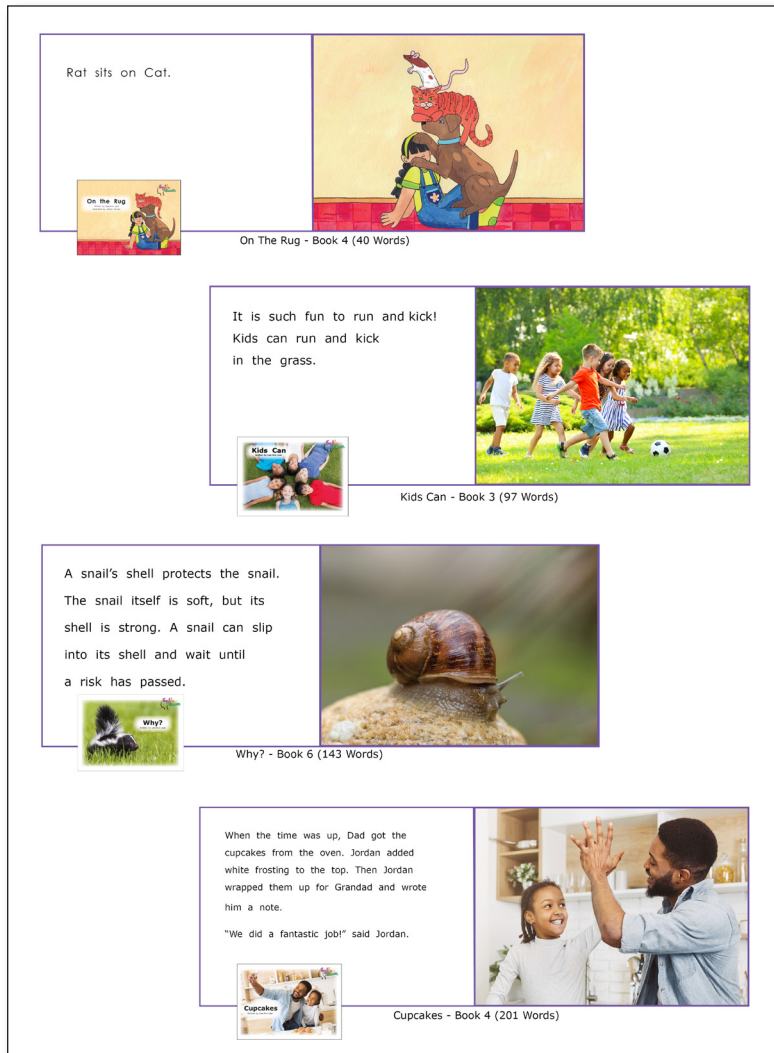 Rat sits on Cat.
On the Rug
On The Rug - Book 4 (40 Words)
It is such fun to run and kick!
Kids can run and kick
in the grass.
Kids Can
Kids Can - Book 3 (97 Words)
A snail's shell protects the snail.
The snail itself is soft, but its
shell is strong. A snail can slip
into its shell and wait until
a risk has passed.
Why?
Why? - Book 6 (143 Words)
When the time was up, Dad got the
cupcakes from the oven. Jordan added
white frosting to the top. Then Jordan
wrapped them up for Grandad and wrote
him a note.
"We did a fantastic job!" said Jordan.
Cupcakes
Cupcakes - Book 4 (201 Words)